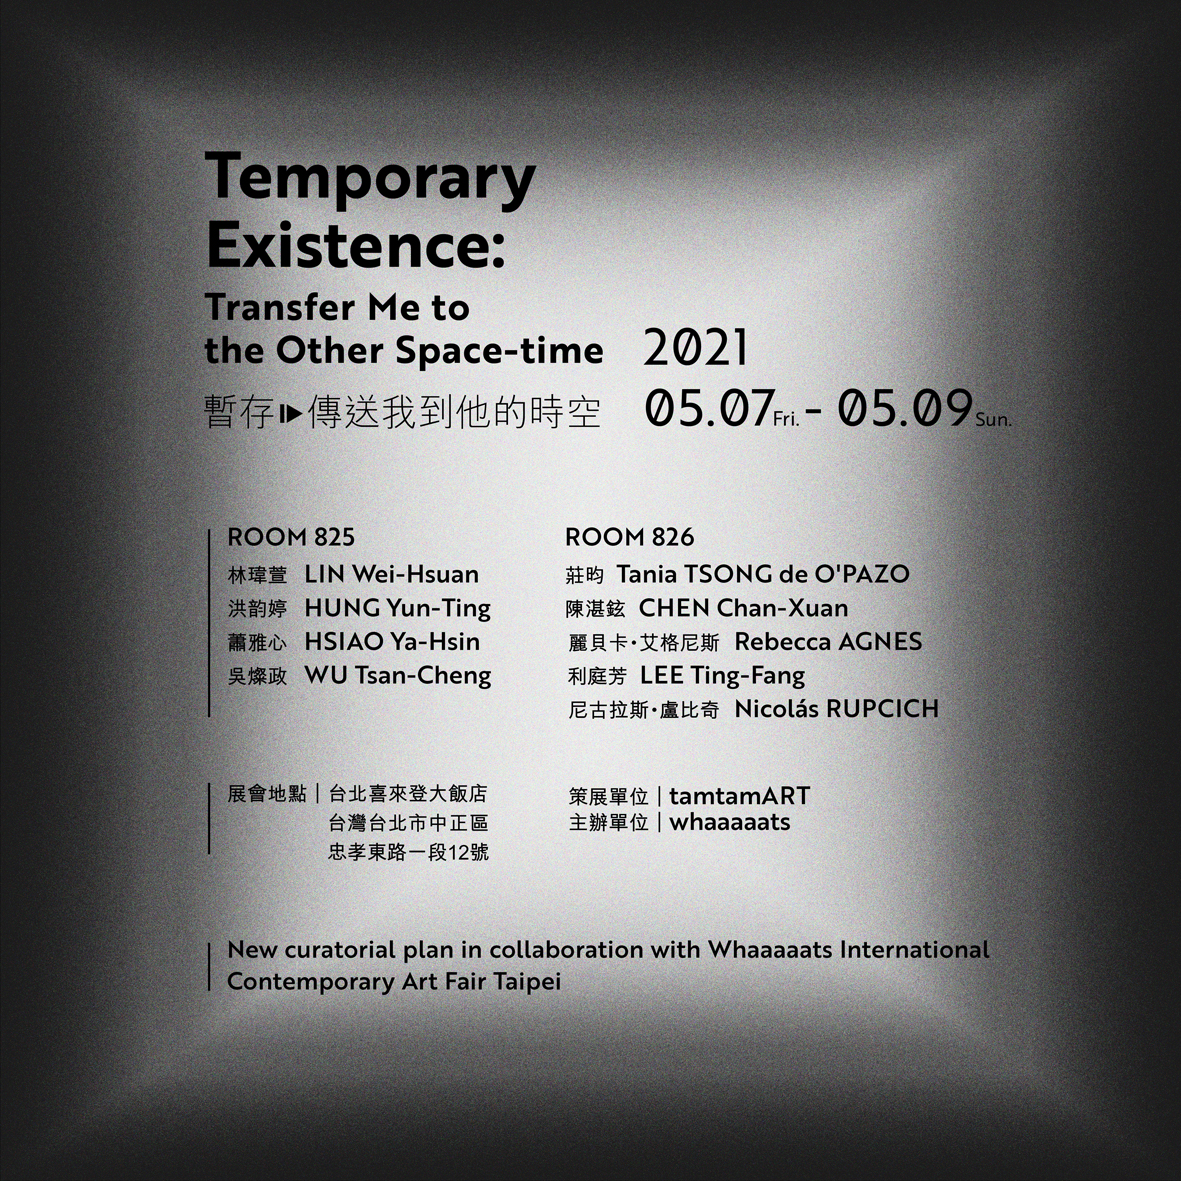 Temporary
Existence:
Transfer Me to
the Other Space-time
暫存傳送我到他的時空
2021
05.07Fri. - 05.09Sun.
ROOM 825
林瑋萱 LIN Wei-Hsuan
洪韵婷 HUNG Yun-Ting
蕭雅心 HSIAO Ya-Hsin
吳燦政 WU Tsan-Cheng
ROOM 826
莊昀 Tania TSONG de O'PAZO
陳湛鉉 CHEN Chan-Xuan
麗貝卡·艾格尼斯 Rebecca AGNES
利庭芳 LEE Ting-Fang
尼古拉斯·盧比奇 Nicolás RUPCICH
展會地點｜台北喜來登大飯店
台灣台北市中正區
忠孝東路一段12號
策展單位 | tamtamART
主辦單位 | whaaaaats
New curatorial plan in collaboration with Whaaaaats International
Contemporary Art Fair Taipei